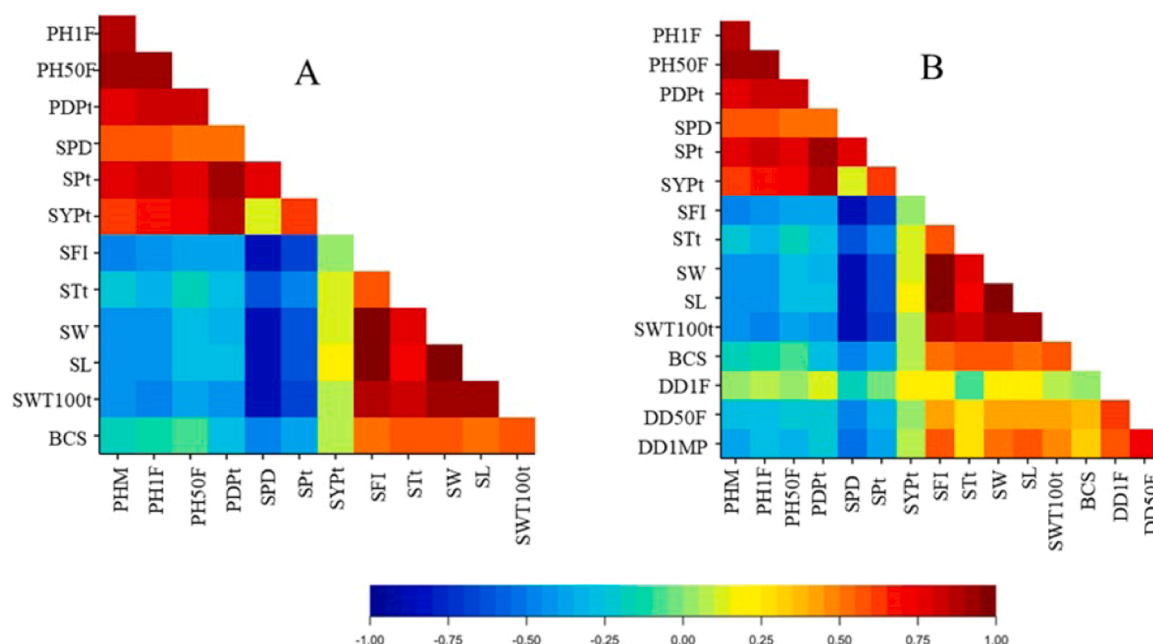 A
PH1F
PH50F
PDPt
SPD
SPt
SYPt
SFI
STt
SW
SL
SWT100t
BCS
PHM
PH1F
PH50F
PDPt
SPD
SPt
SYPt
SFI
STt
SW
SL
SWT100t
B
PH1F
PH50F
PDPt
SPD
SPt
SYPt
SFI
STt
SW
SL
SWT100t
BCS
DD1F
DD50F
DD1MP
PHM
PH1F
PH50F
PDPt
SPD
SPt
SYPt
SFI
STt
SW
SL
SWT100t
BCS
DD1F
DD50F
-1.00 -0.75 -0.50 -0.25 0.00 0.25 0.50 0.75 1.00